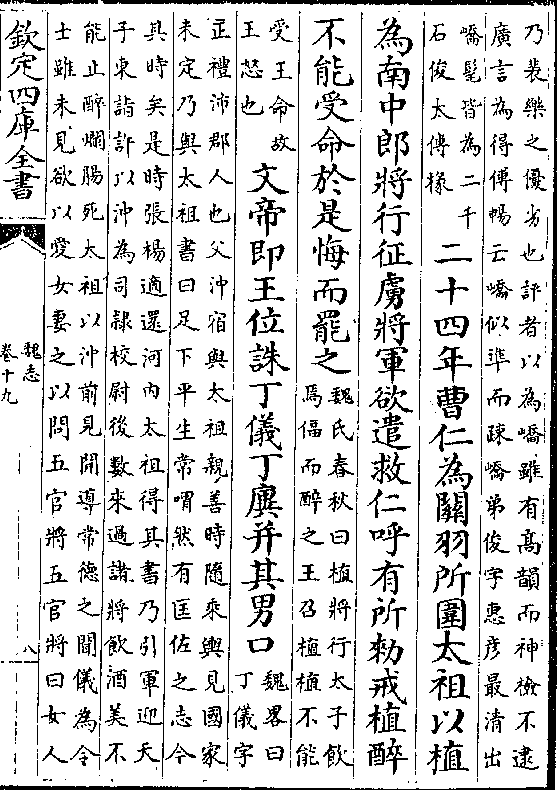 乃裴樂之優劣也評者以為嶠雖有髙韻而神檢不逮
廣言為得傅暢云嶠似準而疎嶠弟俊字惠彦最清出
嶠髦皆為二千
石俊太傅掾
二十四年曹仁為關羽所圍太祖以植
為南中郎將行征虜將軍欲遣救仁呼有所勑戒植醉
不能受命於是悔而罷之
魏氏春秋曰植將行太子飲
焉偪而醉之王召植植不能
受王命故
王怒也
文帝即王位誅丁儀丁廙并其男口
魏畧曰
丁儀字
正禮沛郡人也父沖宿與太祖親善時隨乘輿見國家
未定乃與太祖書曰足下平生常喟然有匡佐之志今
其時矣是時張楊適還河内太祖得其書乃引軍迎天
子東詣許以沖為司隷校尉後數來過諸將飲酒美不
能止醉爛腸死太祖以沖前見開導常德之聞儀為令
士雖未見欲以愛女妻之以問五官將五官將曰女人
欽定四庫全書
魏志
卷十九
八